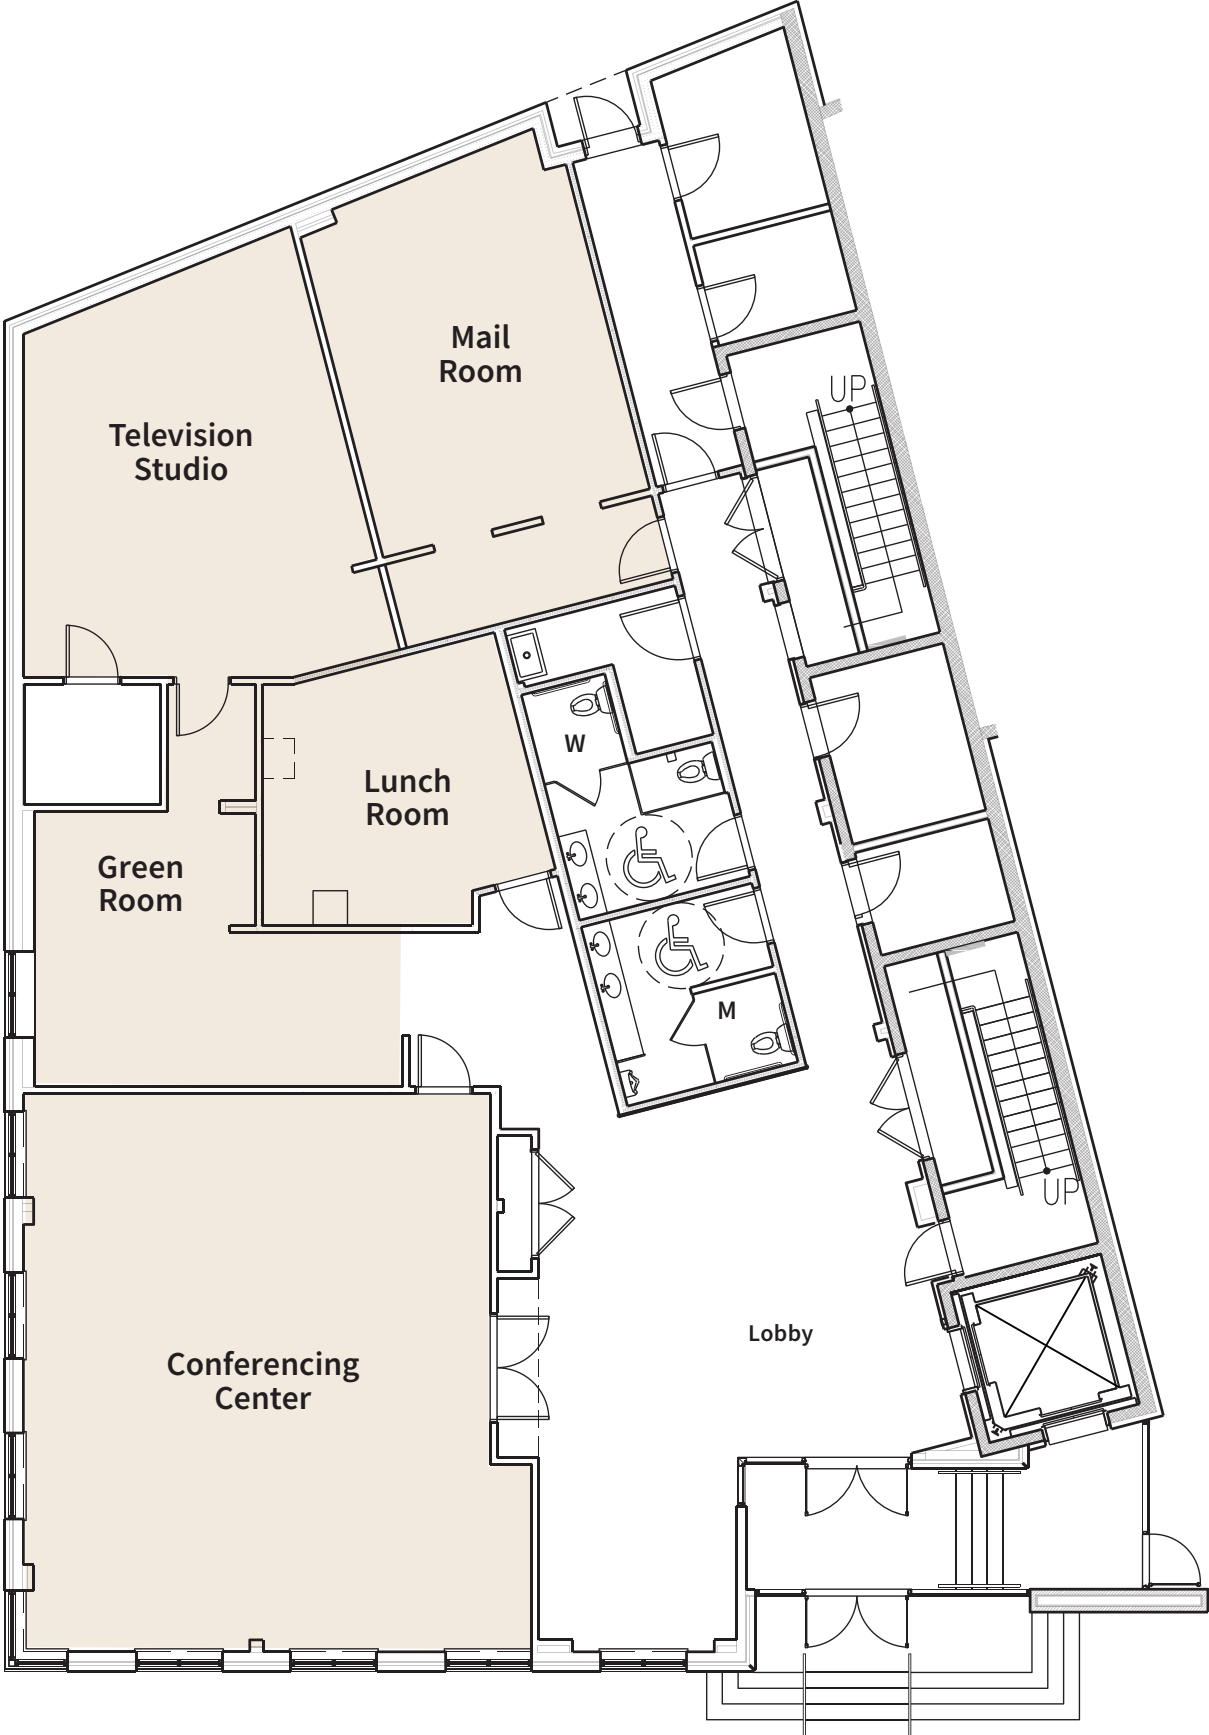 Mail
Room
UP
Television
Studio
W
Lunch
Room
Green
Room
M
UP
Lobby
Conferencing
Center